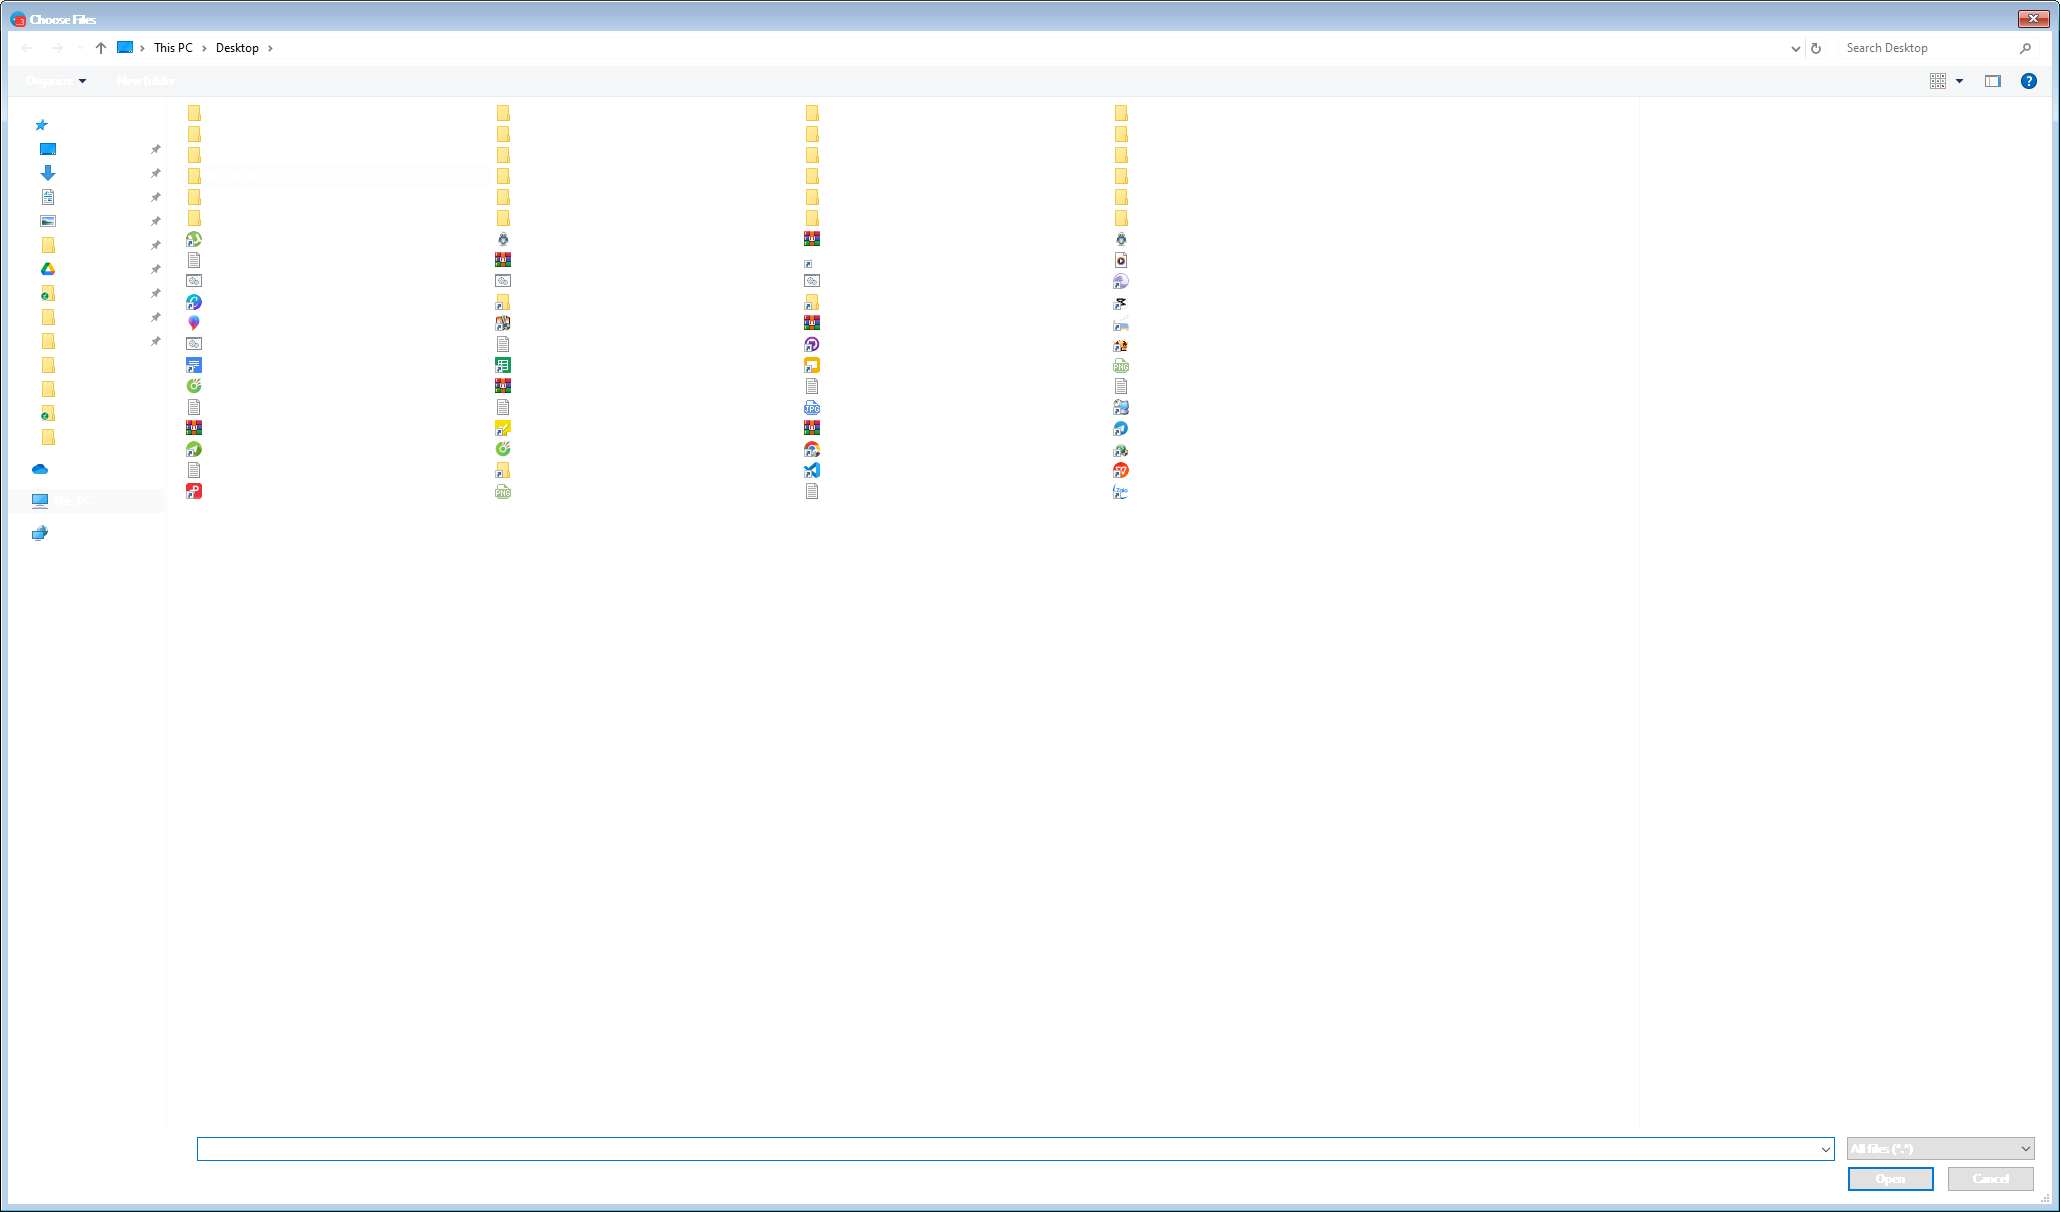 Choose Files
This PC
Desktop
Search Desktop
Organize
New folder
This PC
All files (*.*)
Open
Cancel